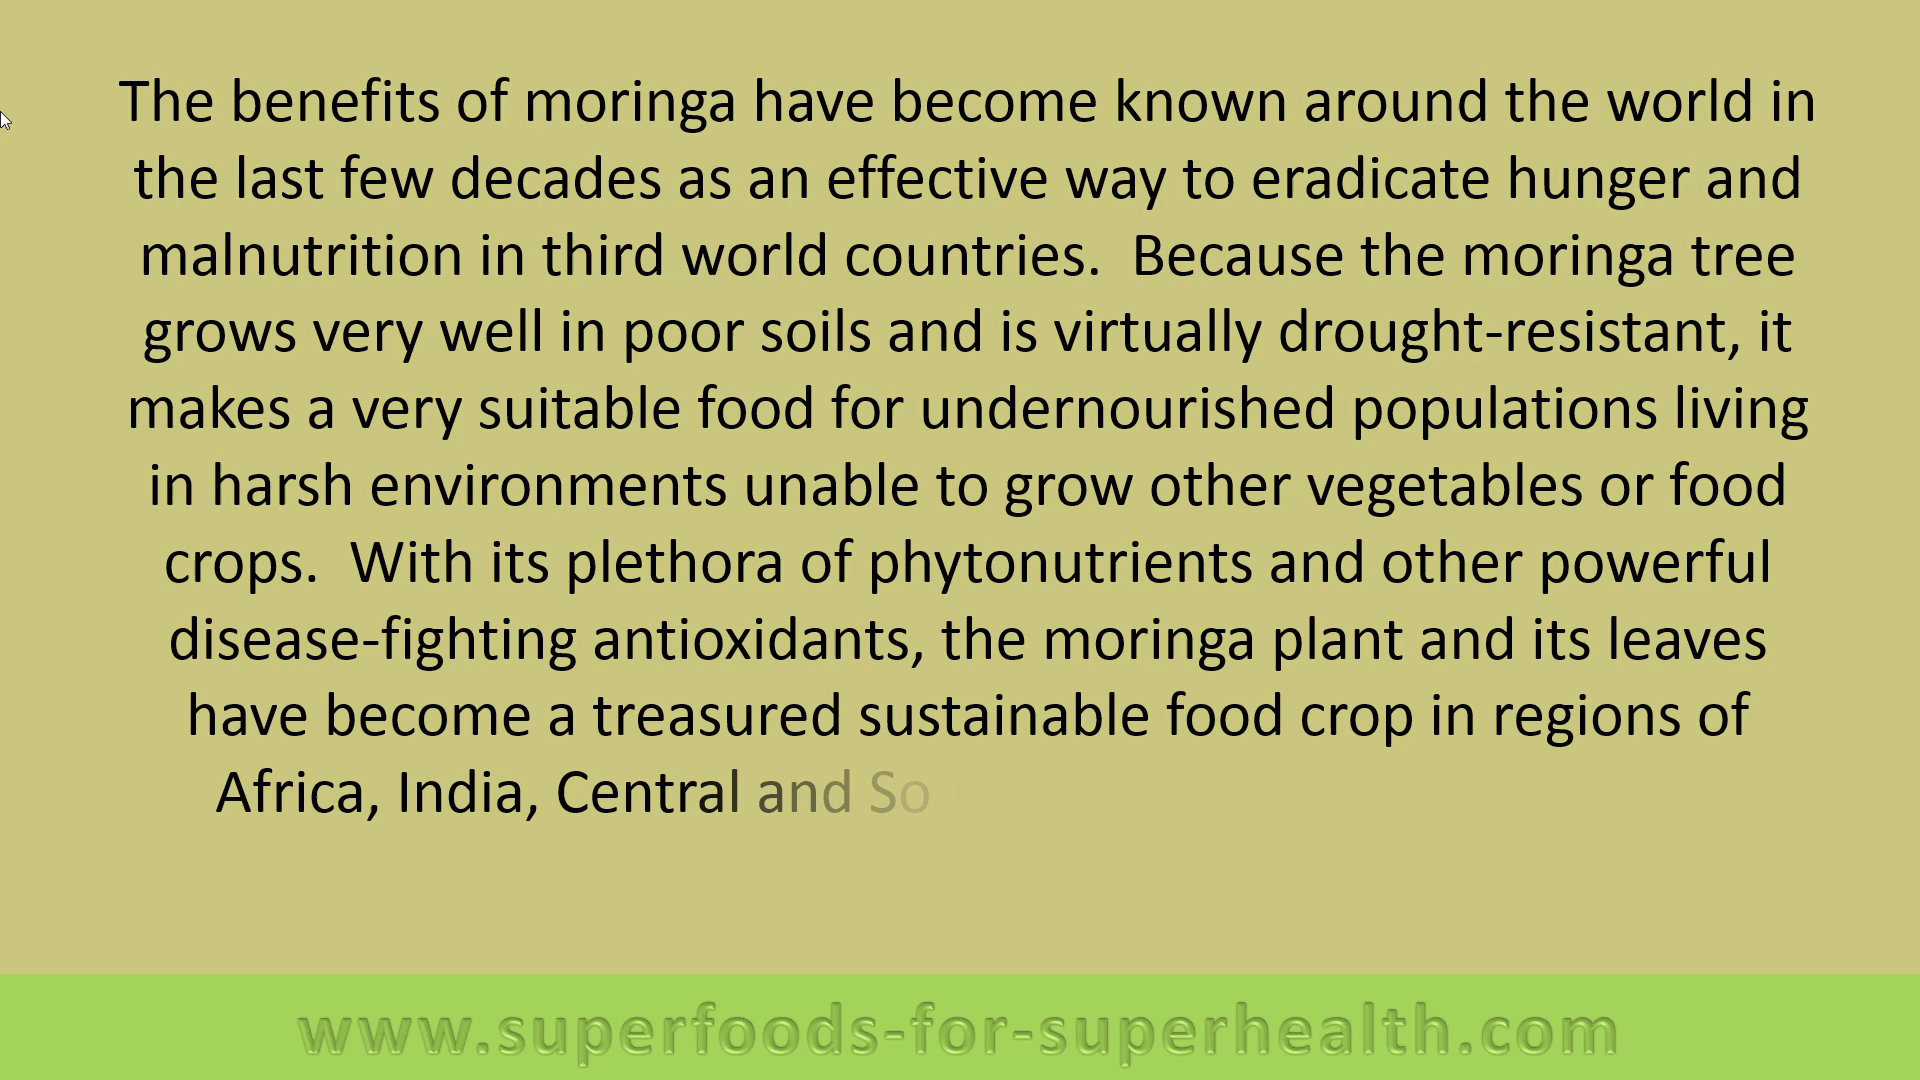 The benefits of moringa have become known around the world in
the last few decades as an effective way to eradicate hunger and
malnutrition in third world countries.  Because the moringa tree
grows very well in poor soils and is virtually drought-resistant, it
makes a very suitable food for undernourished populations living
in harsh environments unable to grow other vegetables or food
crops.  With its plethora of phytonutrients and other powerful
disease-fighting antioxidants, the moringa plant and its leaves
have become a treasured sustainable food crop in regions of
Africa, India, Central and So
www.superfoods-for-superhealth.com